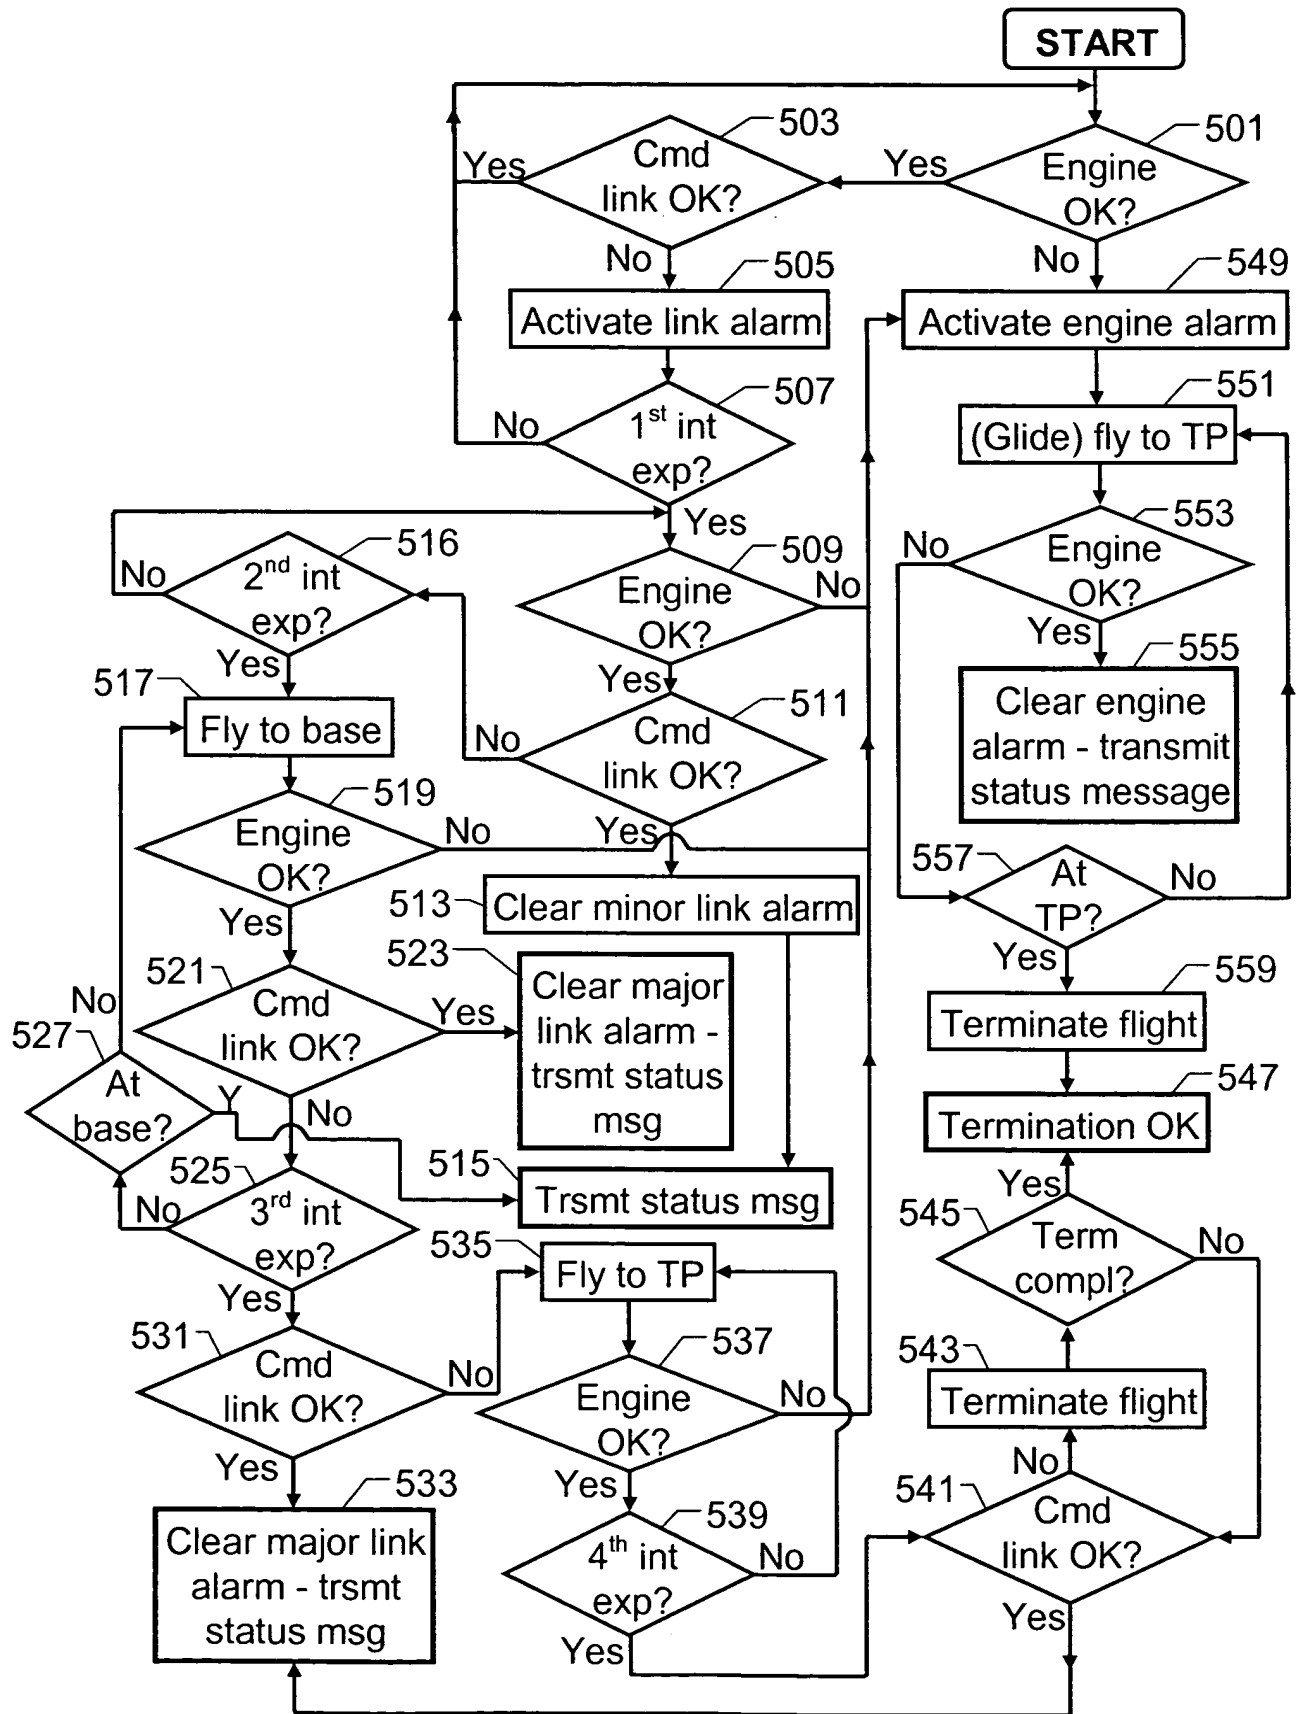 START
503
501
Cmd
link OK?
Yes
Yes
Engine
OK?
No
505
No
549
Activate link alarm
Activate engine alarm
507
551
1st int
exp?
No
(Glide) fly to TP
Yes
516
509
553
2nd int
exp?
No
Engine
OK?
No
Engine
OK?
No
Yes
Yes
Yes
517
555
Fly to base
511
Cmd
link OK?
No
Clear engine
alarm - transmit
status message
519
Engine
OK?
No
Yes
557
At
TP?
No
513
Clear minor link alarm
Yes
Yes
523
521
559
Cmd
link OK?
Yes
Clear major
link alarm -
trsmt status
msg
No
527
Terminate flight
At
base?
Y
No
547
Termination OK
525
515
Trsmt status msg
3rd int
exp?
No
Yes
545
Term
compl?
No
535
Fly to TP
Yes
531
Cmd
link OK?
No
537
Engine
OK?
No
543
Terminate flight
Yes
Yes
No
533
541
Clear major link
alarm - trsmt
status msg
539
4th int
exp?
No
Cmd
link OK?
Yes
Yes